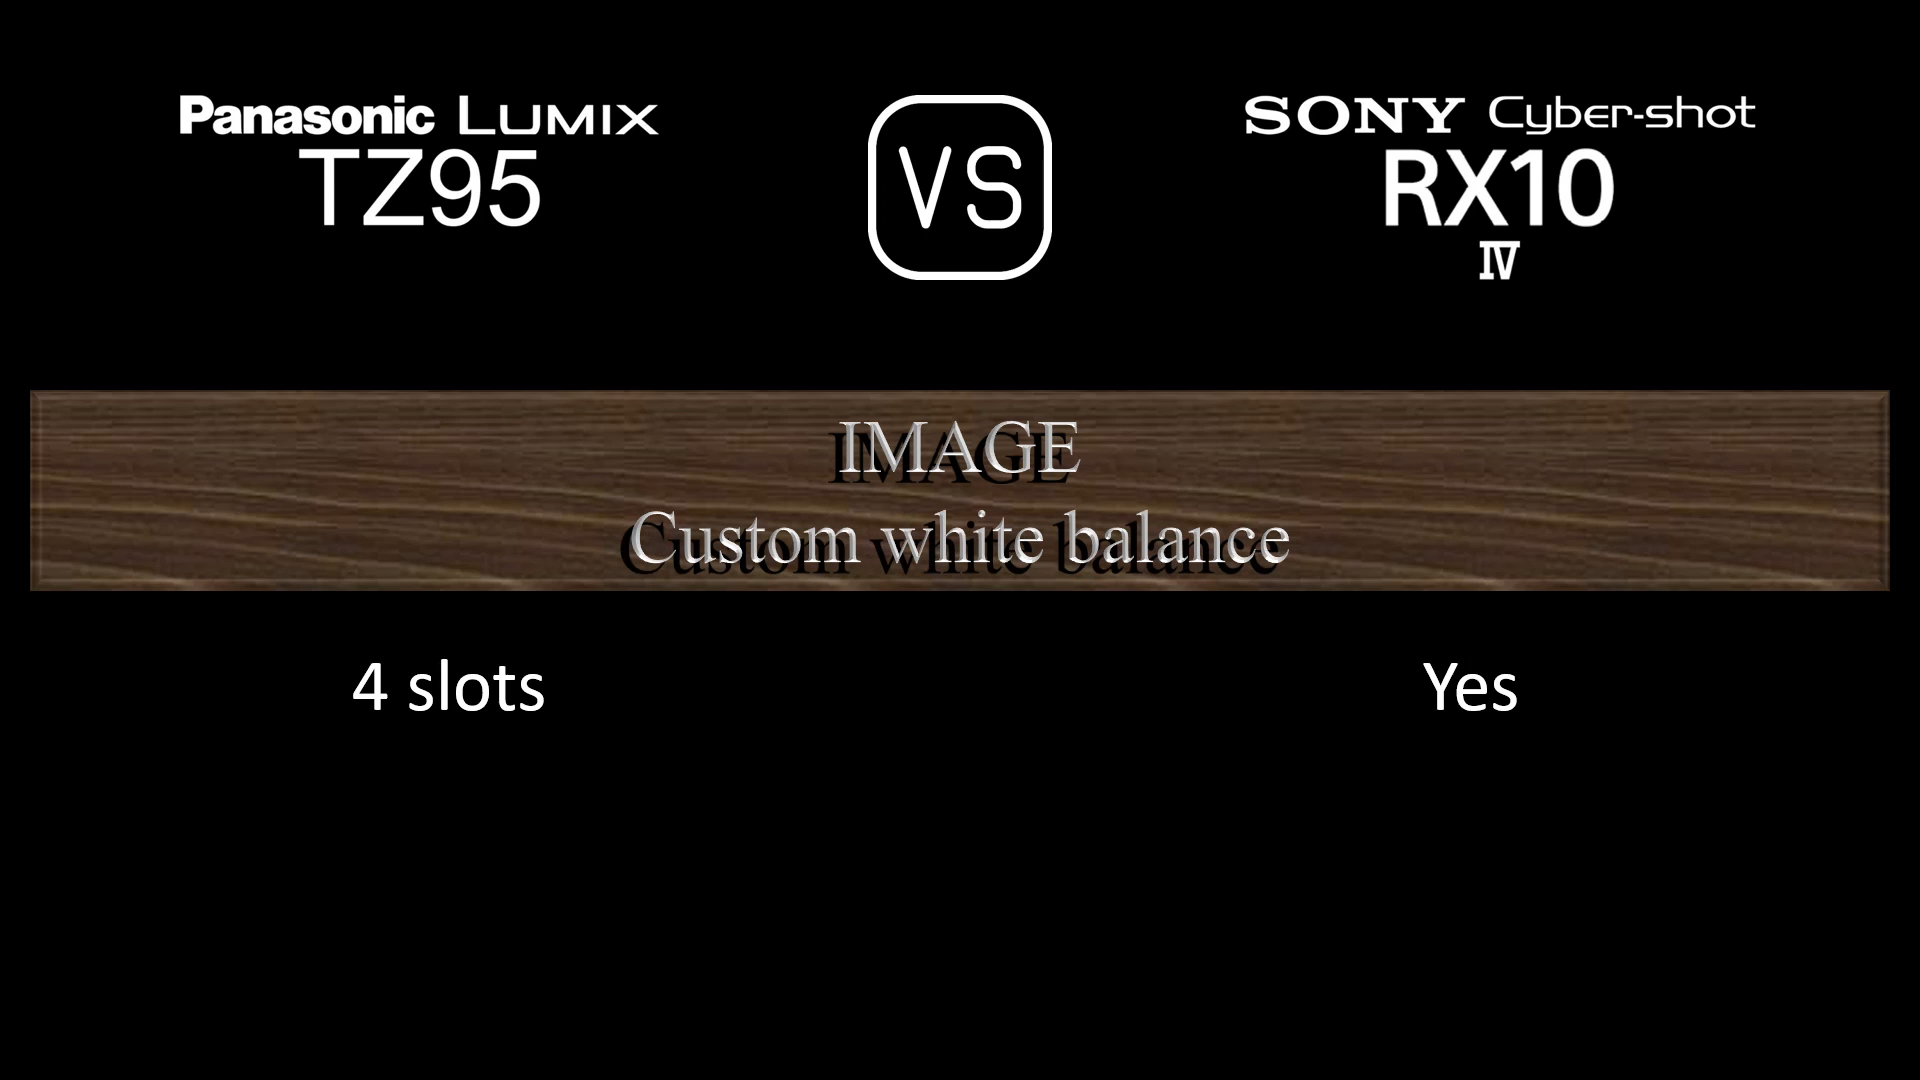 Panasonic LUMIX
TZ95
VS
SONY Cyber-shot
RX10
IV
IMAGE
Custom white balance
4 slots
Yes